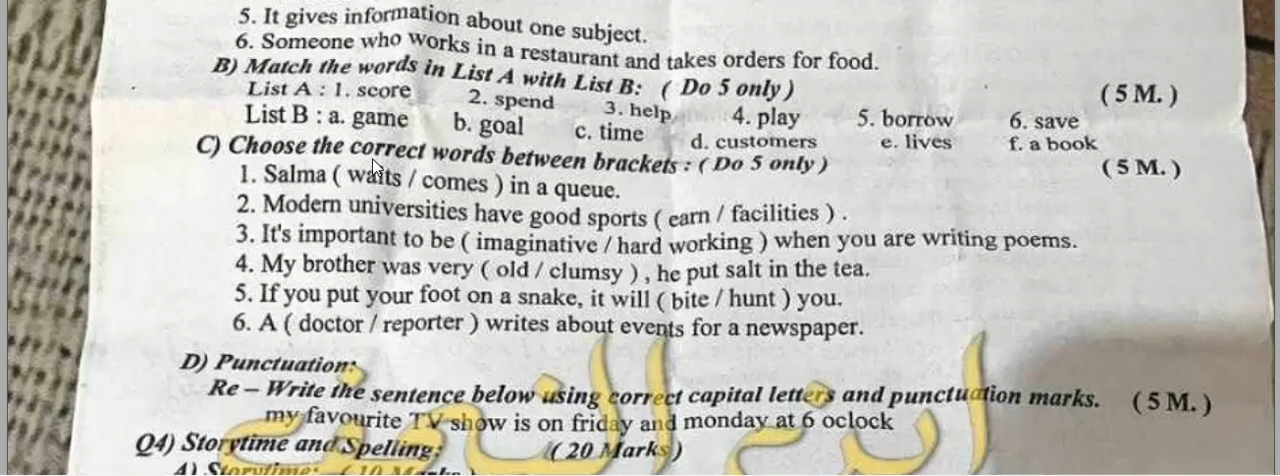 5. It gives information about one subject.
6. Someone who works in a restaurant and takes orders for food.
B) Match the words in List A with List B: ( Do 5 only ) (5 M. )
List A : 1. score 2. spend 3. help 4. play 5. borrow 6. save
List B : a. game b. goal c. time d. customers e. lives f. a book
C) Choose the correct words between brackets : ( Do 5 only ) (5 M. )
1. Salma ( waits / comes ) in a queue.
2. Modern universities have good sports ( earn / facilities ) .
3. It's important to be ( imaginative / hard working ) when you are writing poems.
4. My brother was very ( old / clumsy ) , he put salt in the tea.
5. If you put your foot on a snake, it will ( bite / hunt ) you.
6. A ( doctor / reporter ) writes about events for a newspaper.
D) Punctuation:
Re – Write the sentence below using correct capital letters and punctuation marks. (5 M. )
my favourite TV show is on friday and monday at 6 oclock
Q4) Storytime and Spelling: ( 20 Marks )
A) Storytime: ( 10 Marks )